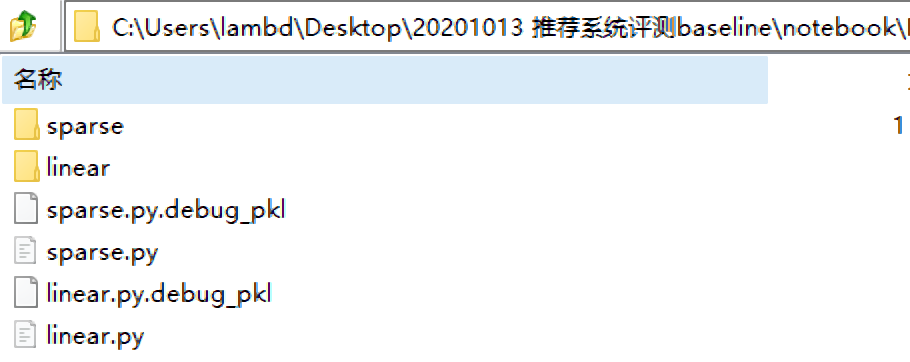 C:\Users\lambd\Desktop\20201013 推荐系统评测baseline\notebook\
名称
sparse
1
linear
sparse.py.debug_pkl
sparse.py
linear.py.debug_pkl
linear.py